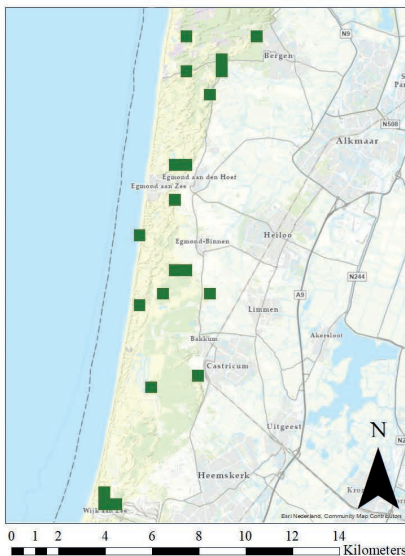 N9
Bergen
N508
Alkmaar
Egmond aan den Hoef
Egmond aan Zee
Heiloo
Egmond-Binnen
N244
A9
Limmen
Akersloot
Bakkum
Castricum
Uitgeest
N
Heemskerk
Wijk aan Zee
Esri Nederland, Community Map Contributors
0 1 2 4 6 8 10 12 14
Kilometers